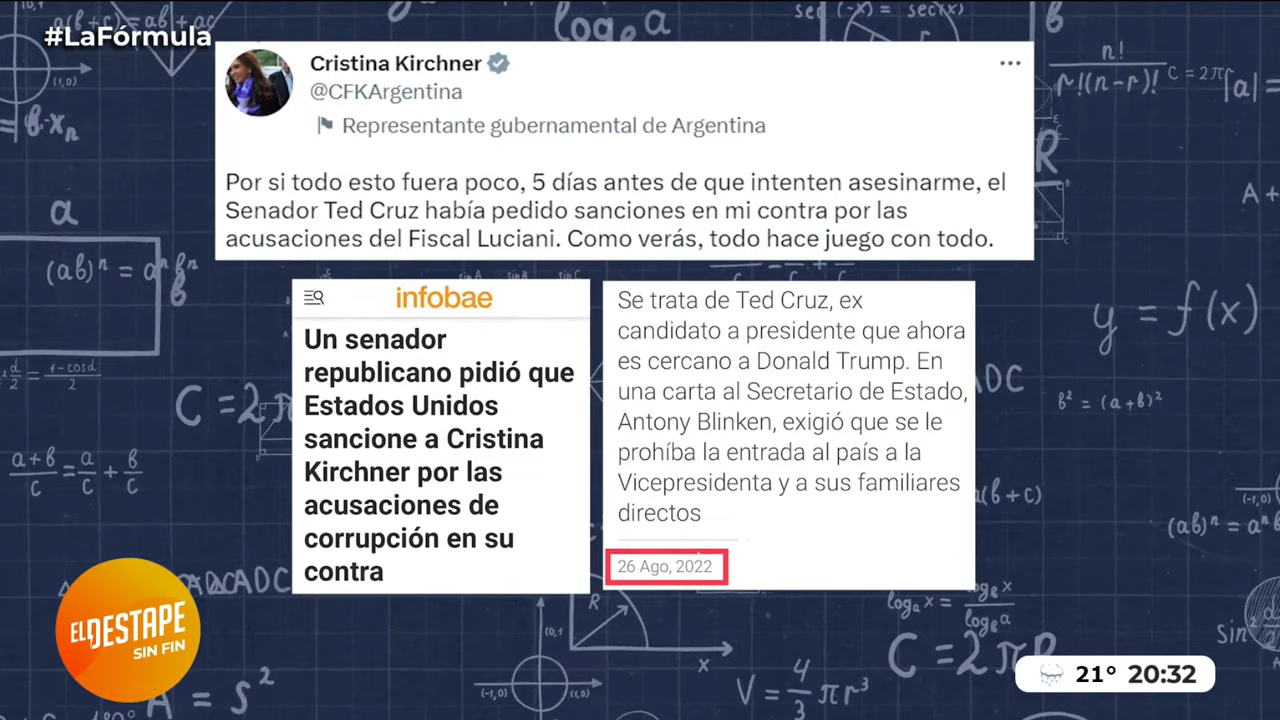 #LaFórmula
Cristina Kirchner
@CFKArgentina
Representante gubernamental de Argentina
Por si todo esto fuera poco, 5 días antes de que intenten asesinarme, el
Senador Ted Cruz había pedido sanciones en mi contra por las
acusaciones del Fiscal Luciani. Como verás, todo hace juego con todo.
infobae
Un senador
republicano pidió que
Estados Unidos
sancione a Cristina
Kirchner por las
acusaciones de
corrupción en su
contra
Se trata de Ted Cruz, ex
candidato a presidente que ahora
es cercano a Donald Trump. En
una carta al Secretario de Estado,
Antony Blinken, exigió que se le
prohíba la entrada al país a la
Vicepresidenta y a sus familiares
directos
26 Ago, 2022
EL DESTAPE
SIN FIN
21° 20:32